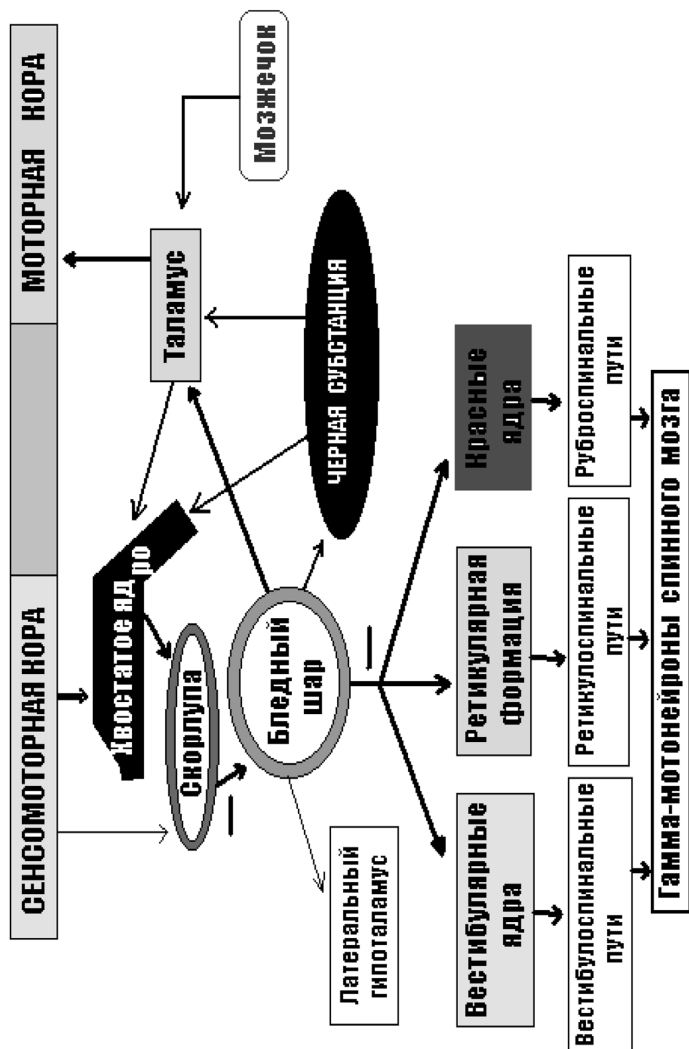 СЕНСОМОТОРНАЯ КОРА
МОТОРНАЯ КОРА
Хвостатое ядро
Таламус
Скорлупа
Мозжечок
Бледный
шар
ЧЕРНАЯ СУБСТАНЦИЯ
Латеральный
гипоталамус
Вестибулярные
ядра
Ретикулярная
формация
Красные
ядра
Вестибулоспинальные
пути
Ретикулоспинальные
пути
Руброспинальные
пути
Гамма-мотонейроны спинного мозга